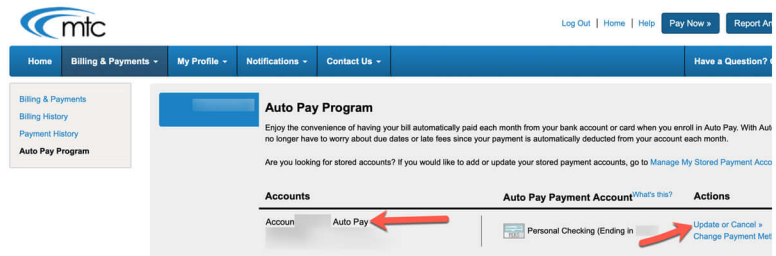 mtc
Log Out | Home | Help Pay Now » Report An
Home Billing & Payments My Profile Notifications Contact Us Have a Question?
Billing & Payments
Billing History
Payment History
Auto Pay Program
Auto Pay Program
Enjoy the convenience of having your bill automatically paid each month from your bank account or card when you enroll in Auto Pay. With Aut
no longer have to worry about due dates or late fees since your payment is automatically deducted from your account each month.
Are you looking for stored accounts? If you would like to add or update your stored payment accounts, go to Manage My Stored Payment Acco
Accounts Auto Pay Payment Account What's this? Actions
Accoun Auto Pay
Personal Checking (Ending in
Update or Cancel »
Change Payment Met